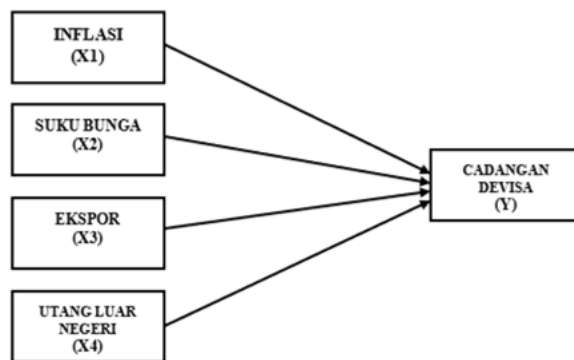 INFLASI
(X1)
SUKU BUNGA
(X2)
EKSPOR
(X3)
UTANG LUAR
NEGERI
(X4)
CADANGAN
DEVISA
(Y)